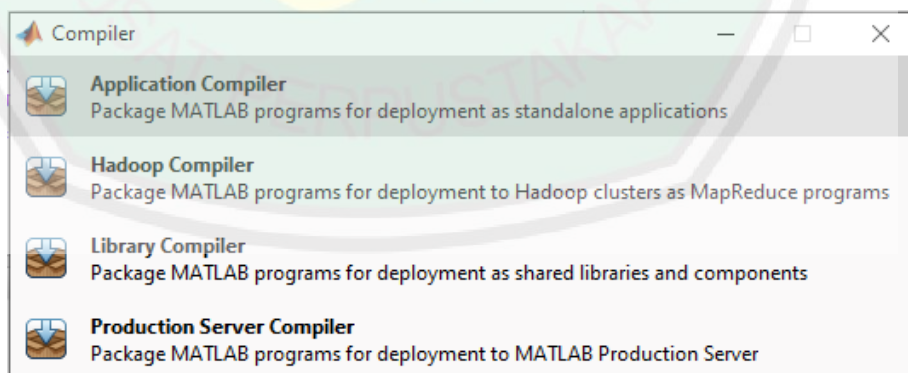 PUSAT PERPUSTAKAAN
Compiler
Application Compiler
Package MATLAB programs for deployment as standalone applications
Hadoop Compiler
Package MATLAB programs for deployment to Hadoop clusters as MapReduce programs
Library Compiler
Package MATLAB programs for deployment as shared libraries and components
Production Server Compiler
Package MATLAB programs for deployment to MATLAB Production Server